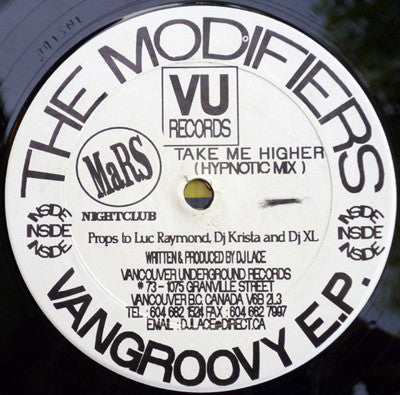 THE MODIFIERS
VU
RECORDS
TAKE ME HIGHER
(HYPNOTIC MIX)
MaRS
NIGHTCLUB
INSIDE
INSIDE
INSIDE
INSIDE
INSIDE
INSIDE
Props to Luc Raymond, Dj Krista and Dj XL
WRITTEN & PRODUCED BY DJ LACE
VANCOUVER UNDERGROUND RECORDS
# 73 - 1075 GRANVILLE STREET
VANCOUVER B.C. CANADA V6B 2L3
TEL : 604 682 1524 FAX : 604 662 7997
EMAIL : DJLACE@DIRECT.CA
VANGROOVY E.P.